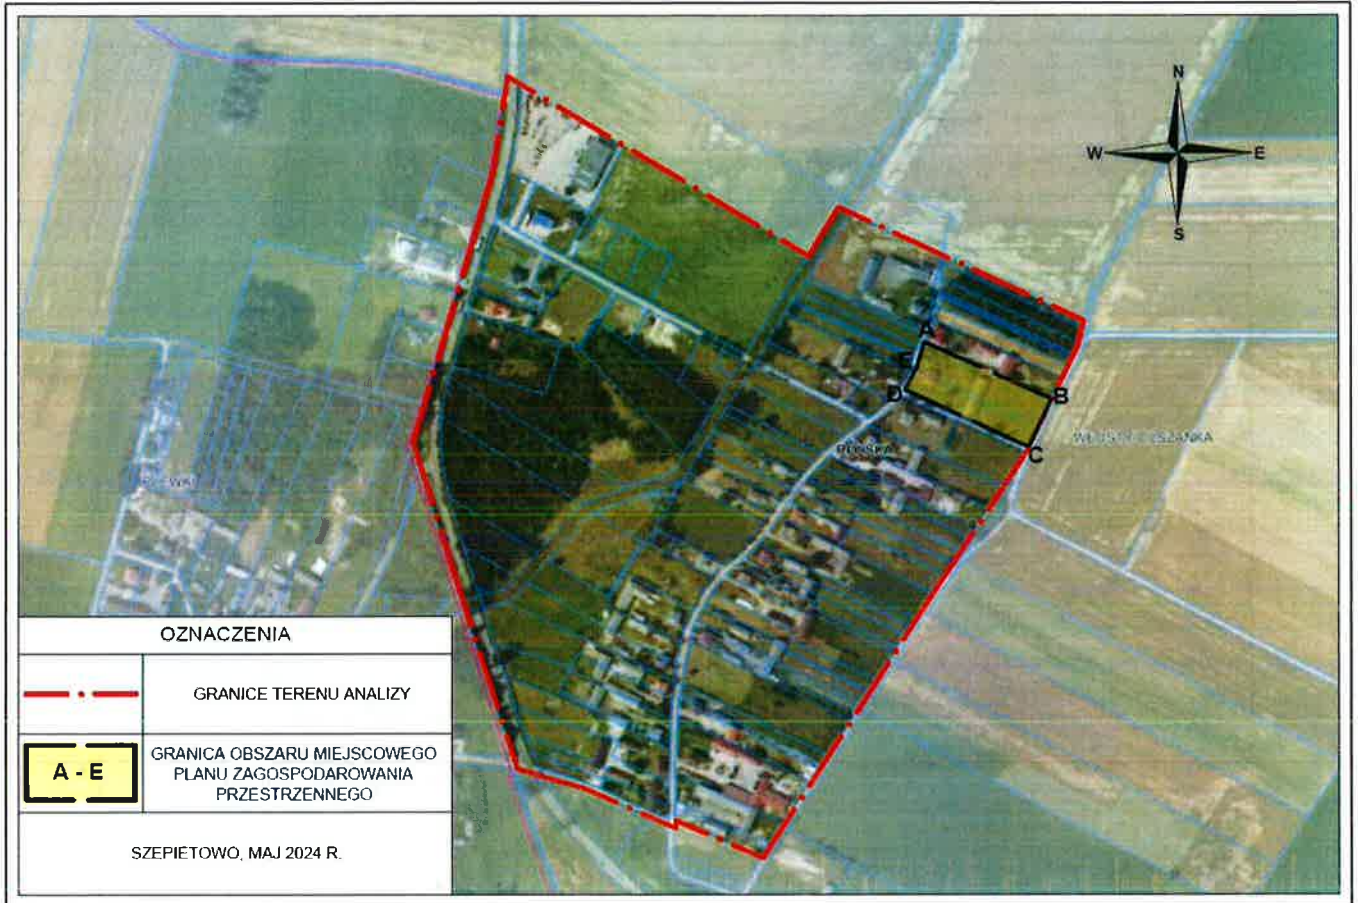 N
W
E
S
A
E
B
D
C
OZNACZENIA
GRANICE TERENU ANALIZY
A - E
GRANICA OBSZARU MIEJSCOWEGO
PLANU ZAGOSPODAROWANIA
PRZESTRZENNEGO
SZEPIETOWO, MAJ 2024 R.